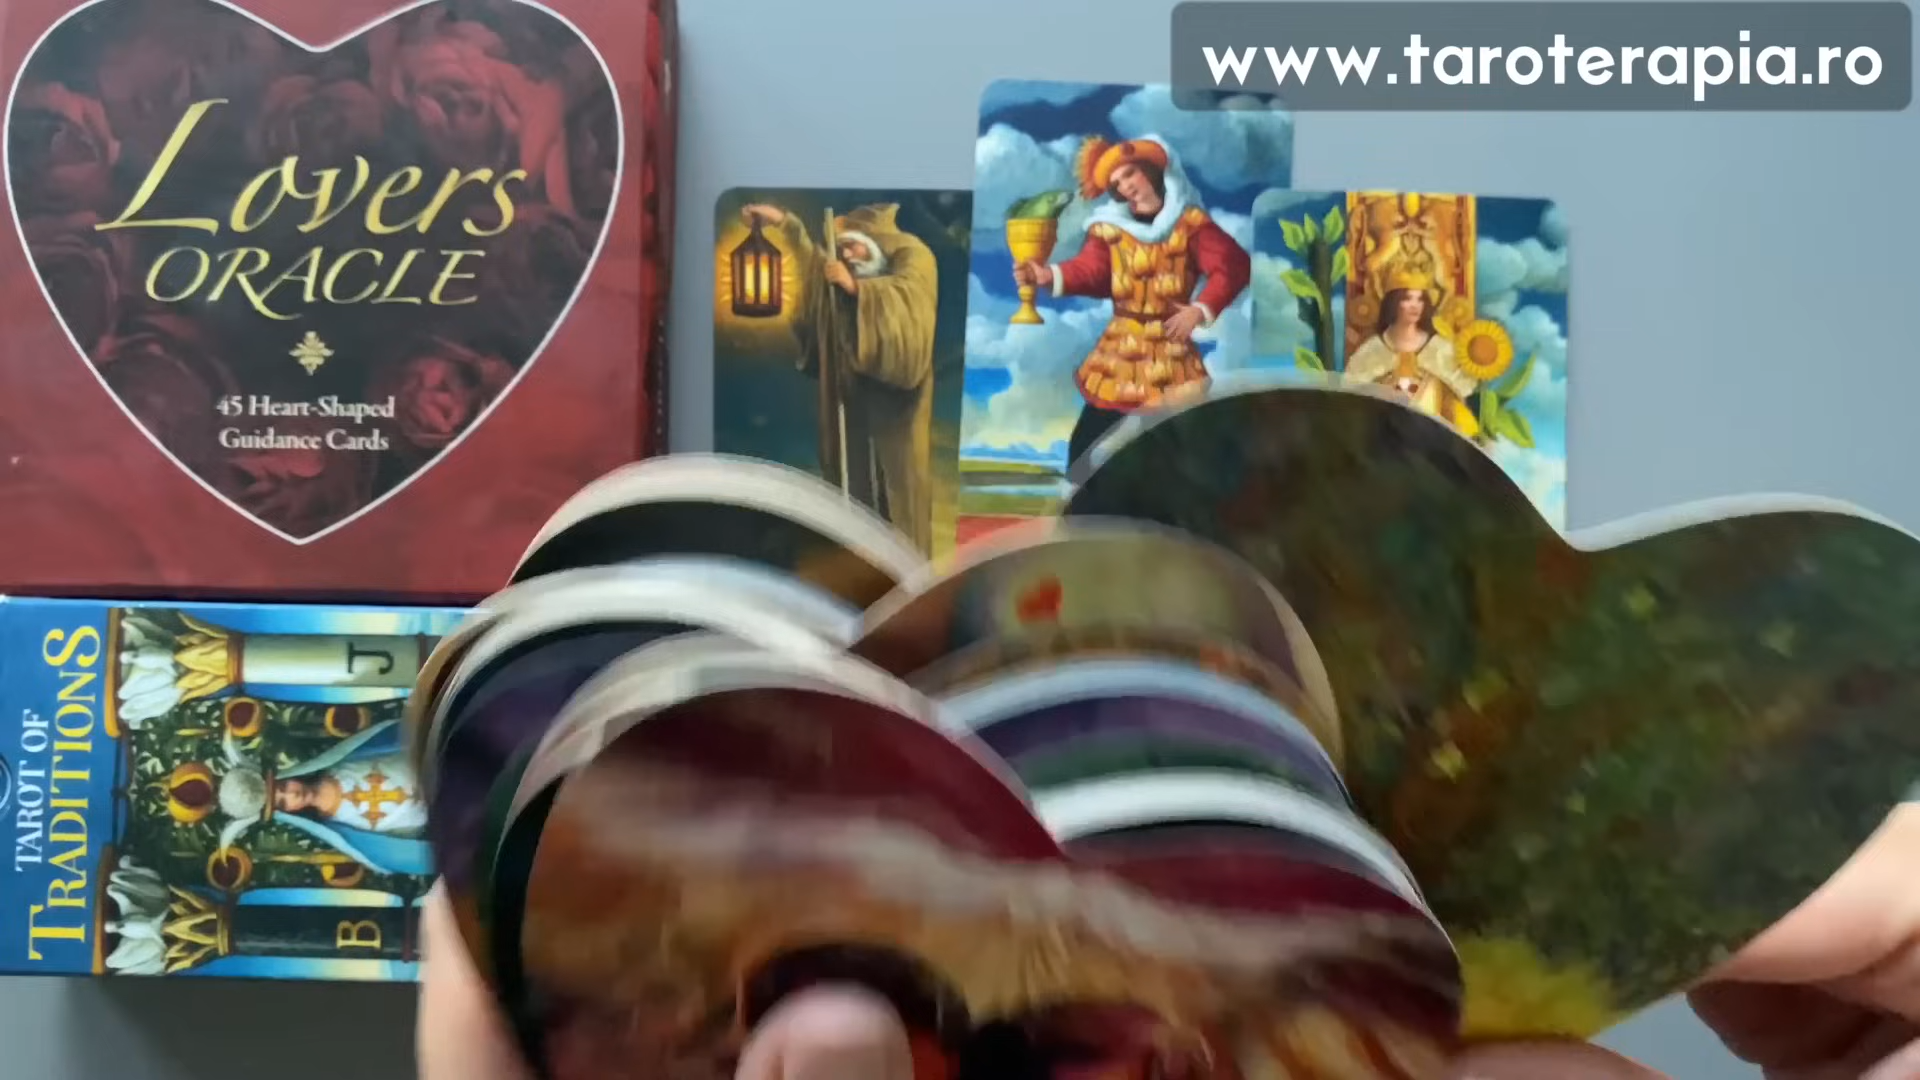 www.taroterapia.ro
Lovers
ORACLE
45 Heart-Shaped
Guidance Cards
TAROT OF
TRADITIONS
J
B